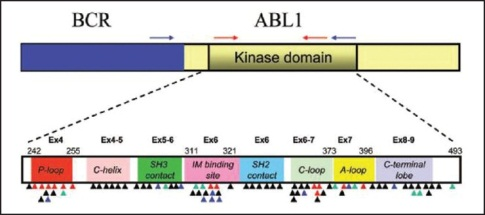 BCR ABL1
Kinase domain
Ex4 Ex4-5 Ex5-6 Ex6 Ex6 Ex6-7 Ex7 Ex8-9
242 255 311 321 373 396 493
P-loop C-helix SH3 contact IM binding site SH2 contact C-loop A-loop C-terminal lobe